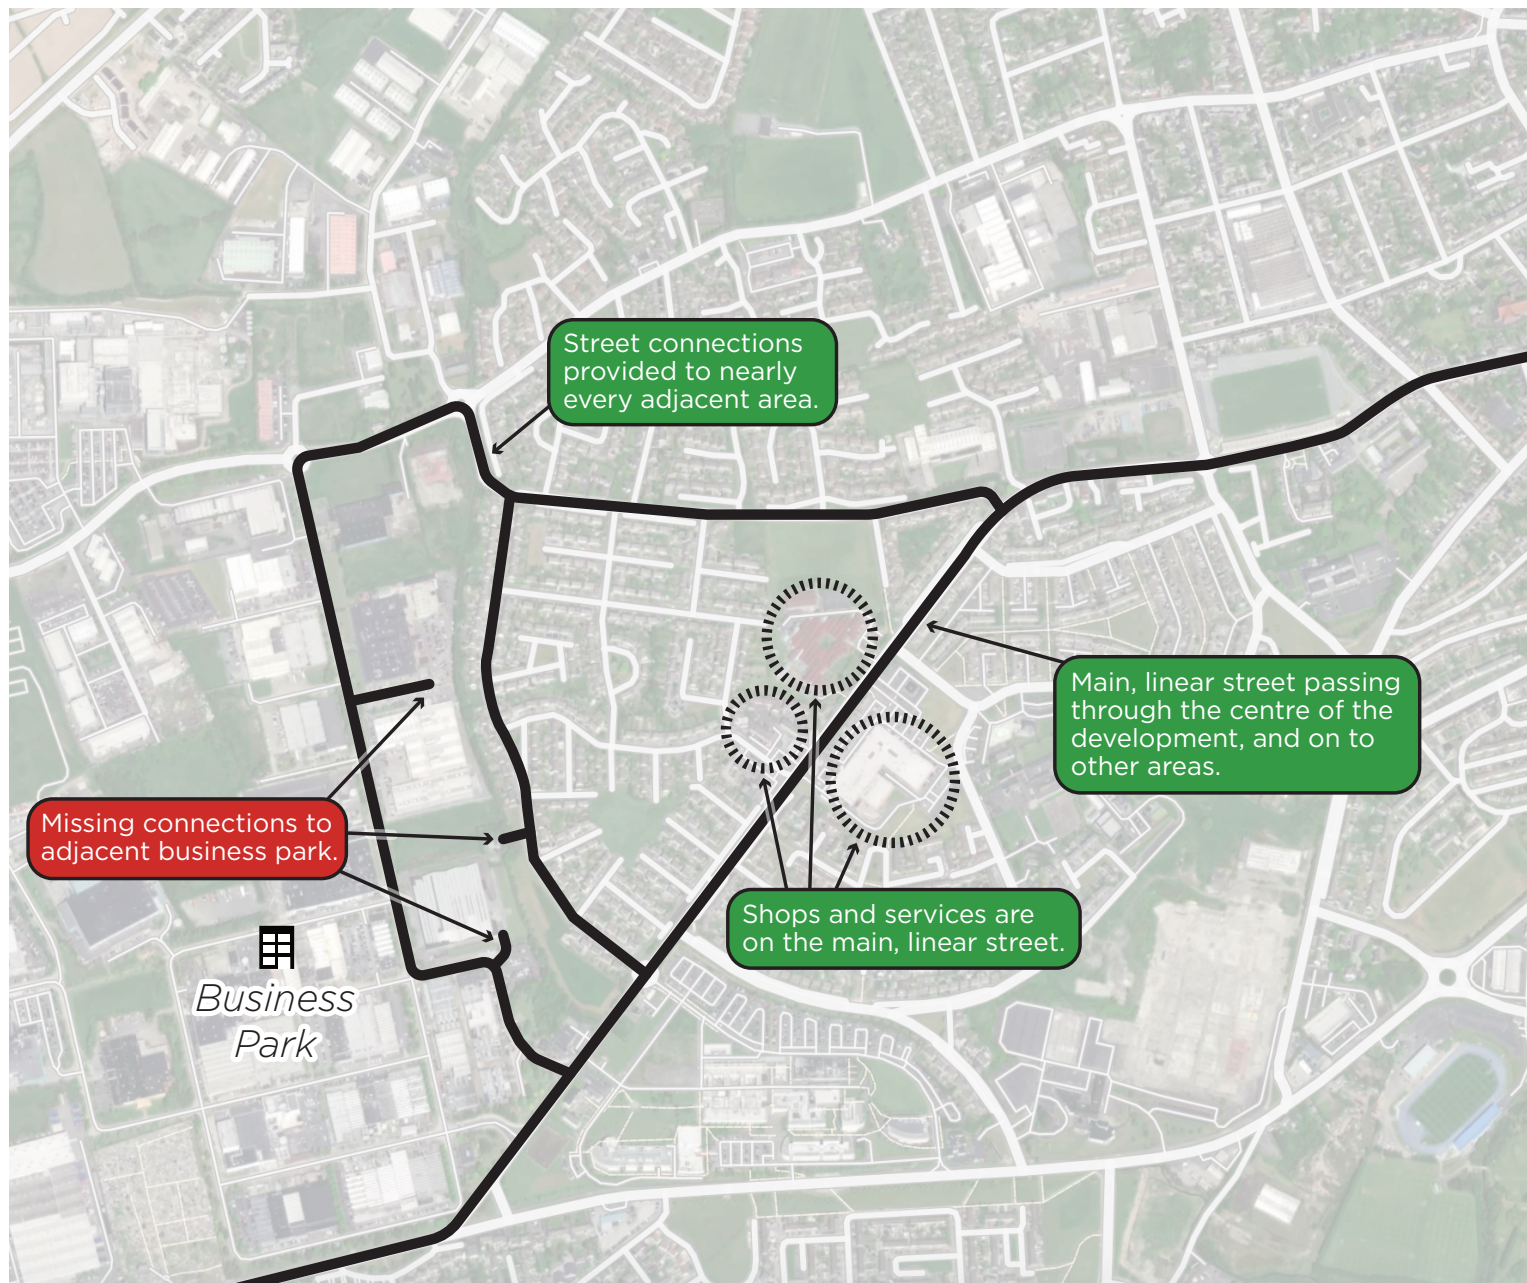 Street connections
provided to nearly
every adjacent area.
Main, linear street passing
through the centre of the
development, and on to
other areas.
Missing connections to
adjacent business park.
Shops and services are
on the main, linear street.
Business
Park